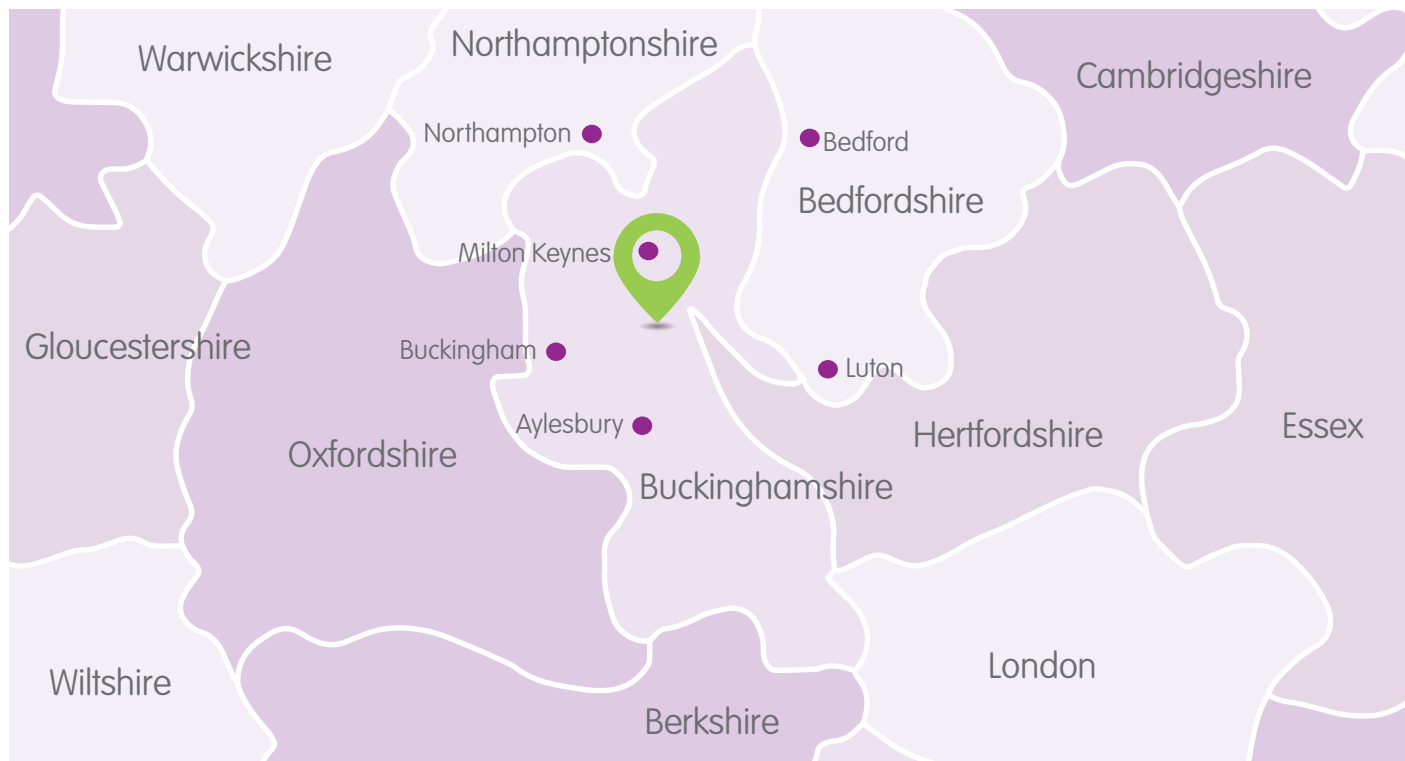 Northamptonshire
Warwickshire
Cambridgeshire
Northampton
Bedford
Bedfordshire
Milton Keynes
Gloucestershire
Buckingham
Luton
Aylesbury
Essex
Hertfordshire
Oxfordshire
Buckinghamshire
London
Wiltshire
Berkshire